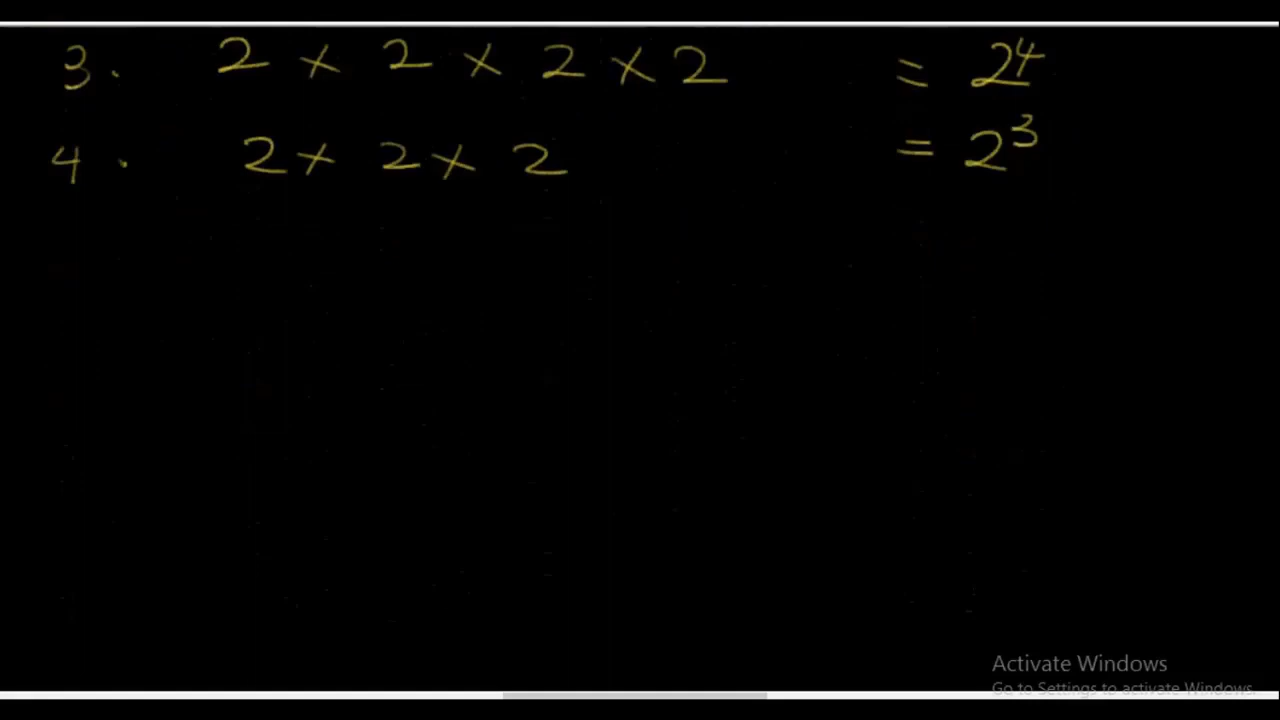 3. 2 × 2 × 2 × 2 = 2⁴
4. 2 × 2 × 2 = 2³
Activate Windows
Go to Settings to activate Windows.